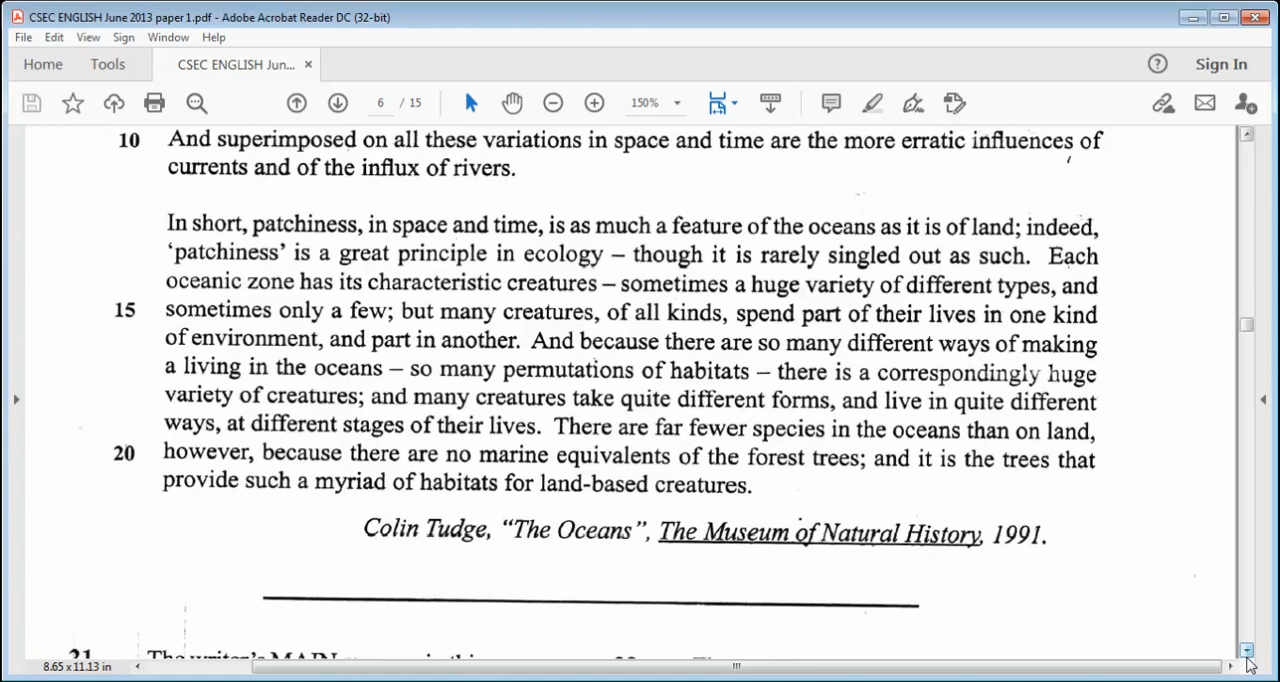 CSEC ENGLISH June 2013 paper 1.pdf - Adobe Acrobat Reader DC (32-bit)
File Edit View Sign Window Help
Home Tools CSEC ENGLISH Jun... × ? Sign In
6 / 15 150%
10 And superimposed on all these variations in space and time are the more erratic influences of
currents and of the influx of rivers.
In short, patchiness, in space and time, is as much a feature of the oceans as it is of land; indeed,
‘patchiness’ is a great principle in ecology – though it is rarely singled out as such. Each
oceanic zone has its characteristic creatures – sometimes a huge variety of different types, and
15 sometimes only a few; but many creatures, of all kinds, spend part of their lives in one kind
of environment, and part in another. And because there are so many different ways of making
a living in the oceans – so many permutations of habitats – there is a correspondingly huge
variety of creatures; and many creatures take quite different forms, and live in quite different
ways, at different stages of their lives. There are far fewer species in the oceans than on land,
20 however, because there are no marine equivalents of the forest trees; and it is the trees that
provide such a myriad of habitats for land-based creatures.
Colin Tudge, “The Oceans”, The Museum of Natural History, 1991.
21 The writer's MAIN
8.65 x 11.13 in